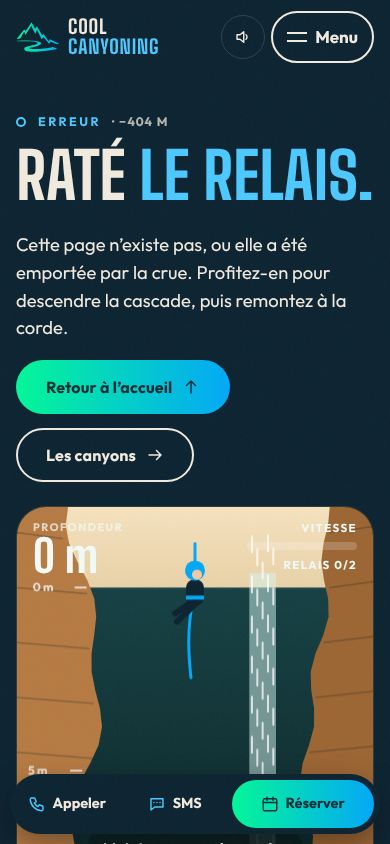 COOL
CANYONING
Menu
ERREUR · −404 M
RATÉ LE RELAIS.
Cette page n’existe pas, ou elle a été
emportée par la crue. Profitez-en pour
descendre la cascade, puis remontez à la
corde.
Retour à l’accueil ↑
Les canyons →
PROFONDEUR
0 m
VITESSE
RELAIS 0/2
0 m
5 m
Appeler
SMS
Réserver